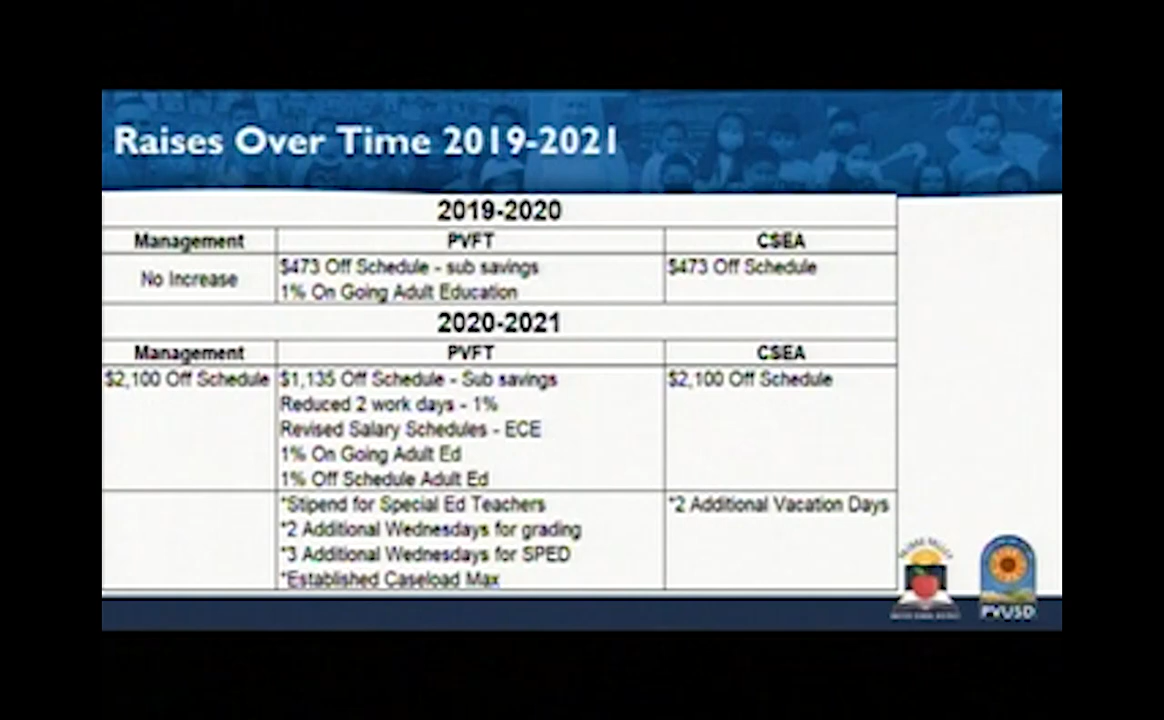 Raises Over Time 2019-2021
2019-2020
Management PVFT CSEA
No Increase
$473 Off Schedule - sub savings
1% On Going Adult Education
$473 Off Schedule
2020-2021
Management PVFT CSEA
$2,100 Off Schedule
$1,135 Off Schedule - Sub savings
Reduced 2 work days - 1%
Revised Salary Schedules - ECE
1% On Going Adult Ed
1% Off Schedule Adult Ed
$2,100 Off Schedule
*Stipend for Special Ed Teachers
*2 Additional Wednesdays for grading
*3 Additional Wednesdays for SPED
*Established Caseload Max
*2 Additional Vacation Days
PVUSD